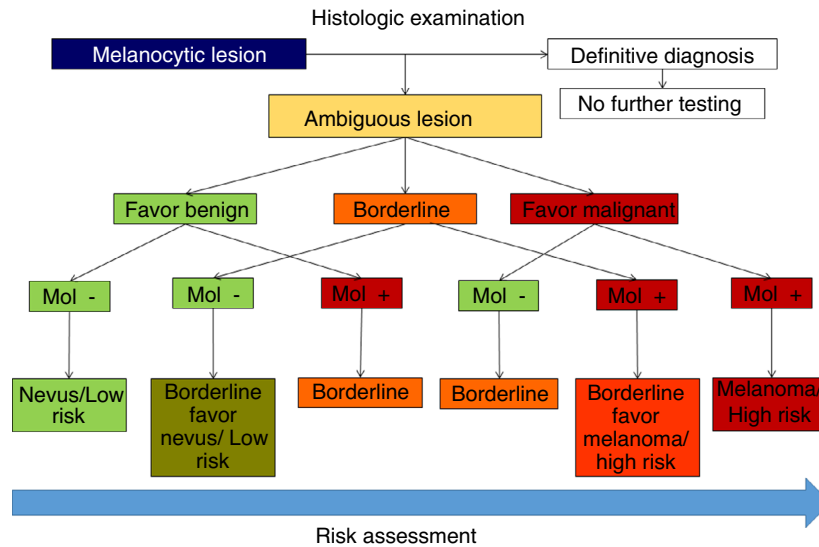 Histologic examination
Melanocytic lesion
Definitive diagnosis
No further testing
Ambiguous lesion
Favor benign
Borderline
Favor malignant
Mol -
Mol -
Mol +
Mol -
Mol +
Mol +
Nevus/Low
risk
Borderline
favor
nevus/ Low
risk
Borderline
Borderline
Borderline
favor
melanoma/
high risk
Melanoma/
High risk
Risk assessment